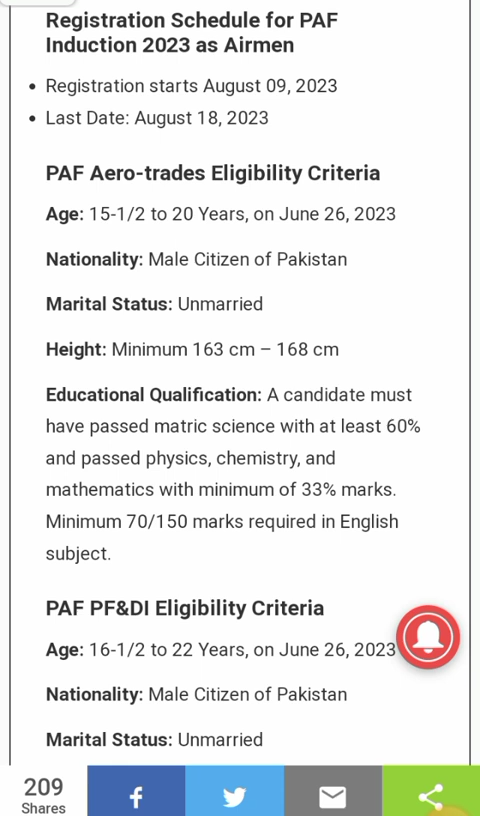 Registration Schedule for PAF
Induction 2023 as Airmen
• Registration starts August 09, 2023
• Last Date: August 18, 2023
PAF Aero-trades Eligibility Criteria
Age: 15-1/2 to 20 Years, on June 26, 2023
Nationality: Male Citizen of Pakistan
Marital Status: Unmarried
Height: Minimum 163 cm – 168 cm
Educational Qualification: A candidate must
have passed matric science with at least 60%
and passed physics, chemistry, and
mathematics with minimum of 33% marks.
Minimum 70/150 marks required in English
subject.
PAF PF&DI Eligibility Criteria
Age: 16-1/2 to 22 Years, on June 26, 2023
Nationality: Male Citizen of Pakistan
Marital Status: Unmarried
209
Shares